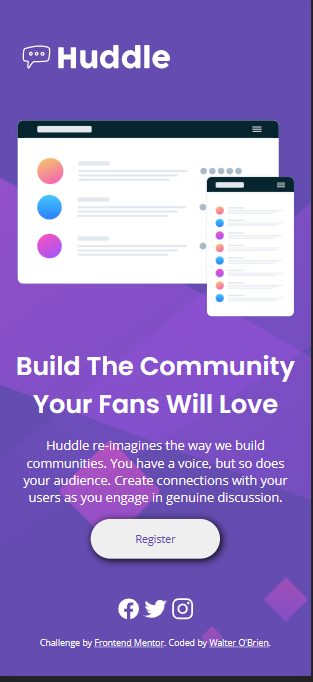 Huddle
Build The Community
Your Fans Will Love
Huddle re-imagines the way we build
communities. You have a voice, but so does
your audience. Create connections with your
users as you engage in genuine discussion.
Register
Challenge by Frontend Mentor. Coded by Walter O'Brien.